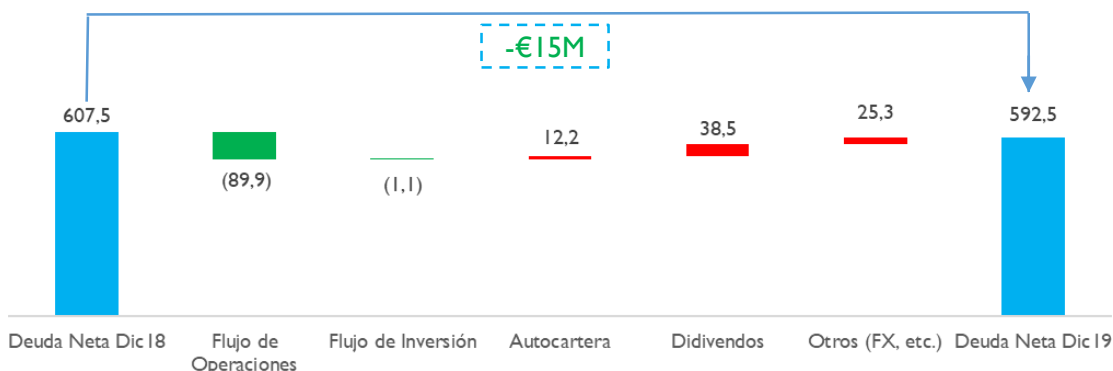 -€15M
607,5
(89,9)
(1,1)
12,2
38,5
25,3
592,5
Deuda Neta Dic18
Flujo de
Operaciones
Flujo de Inversión
Autocartera
Didivendos
Otros (FX, etc.)
Deuda Neta Dic19